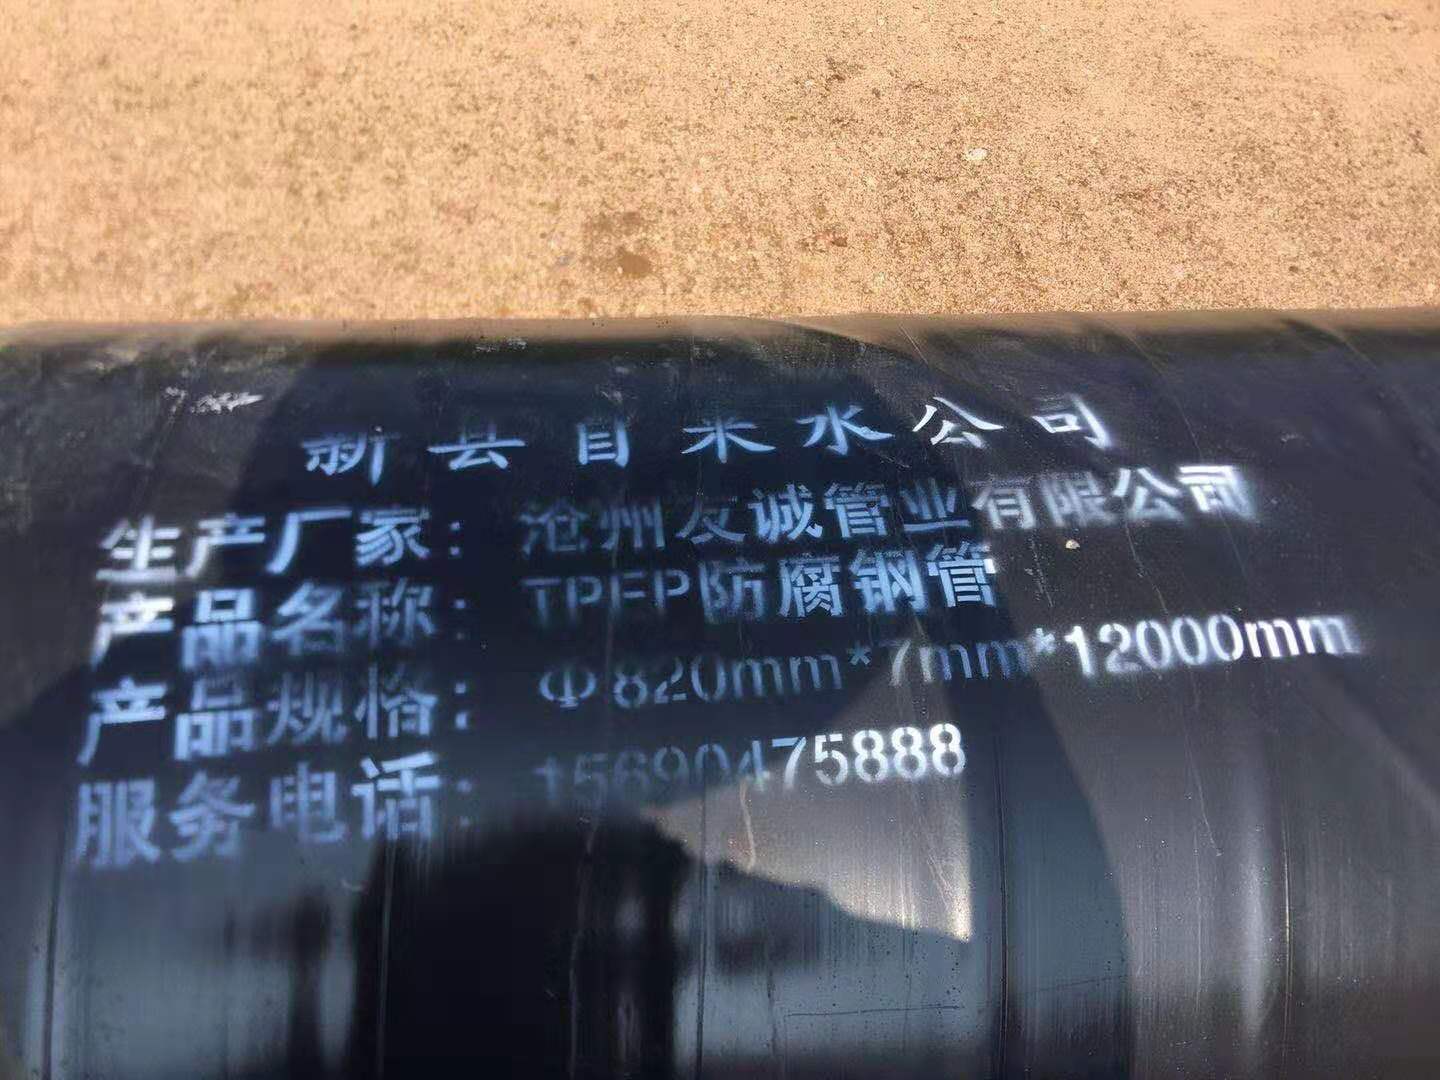 新县自来水公司
生产厂家：沧州友诚管业有限公司
产品名称：TPEP防腐钢管
产品规格：Φ820mm*7mm*12000mm
服务电话：15690475888